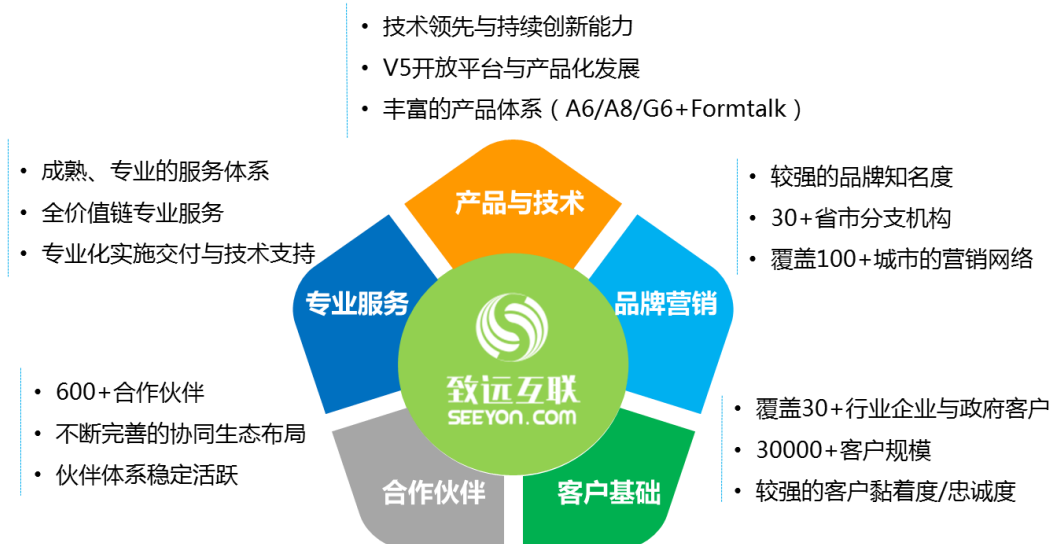 • 技术领先与持续创新能力
• V5开放平台与产品化发展
• 丰富的产品体系（A6/A8/G6+Formtalk）
产品与技术
• 成熟、专业的服务体系
• 全价值链专业服务
• 专业化实施交付与技术支持
专业服务
• 较强的品牌知名度
• 30+省市分支机构
• 覆盖100+城市的营销网络
品牌营销
致远互联
SEEYON.COM
• 600+合作伙伴
• 不断完善的协同生态布局
• 伙伴体系稳定活跃
合作伙伴
• 覆盖30+行业企业与政府客户
• 30000+客户规模
• 较强的客户黏着度/忠诚度
客户基础